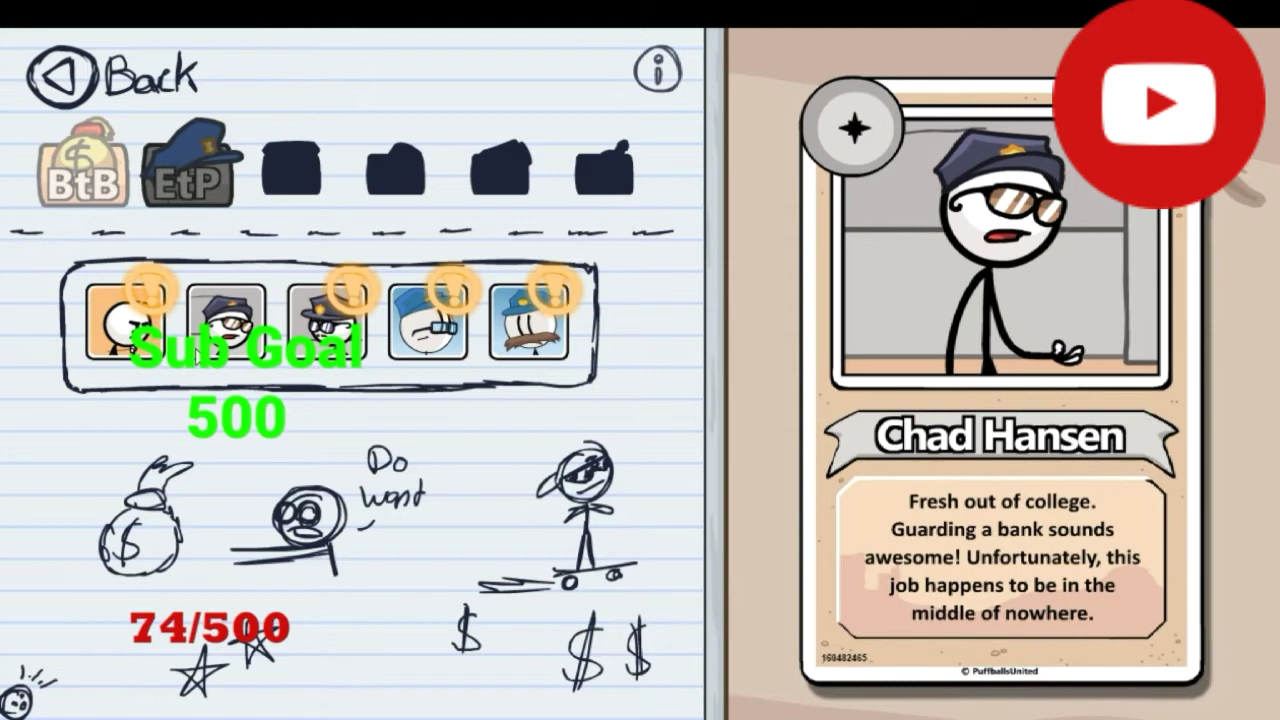 Back
i
BtB
EtP
Sub Goal
500
Do
want
74/500
Chad Hansen
Fresh out of college.
Guarding a bank sounds
awesome! Unfortunately, this
job happens to be in the
middle of nowhere.
160482465
© PuffballsUnited